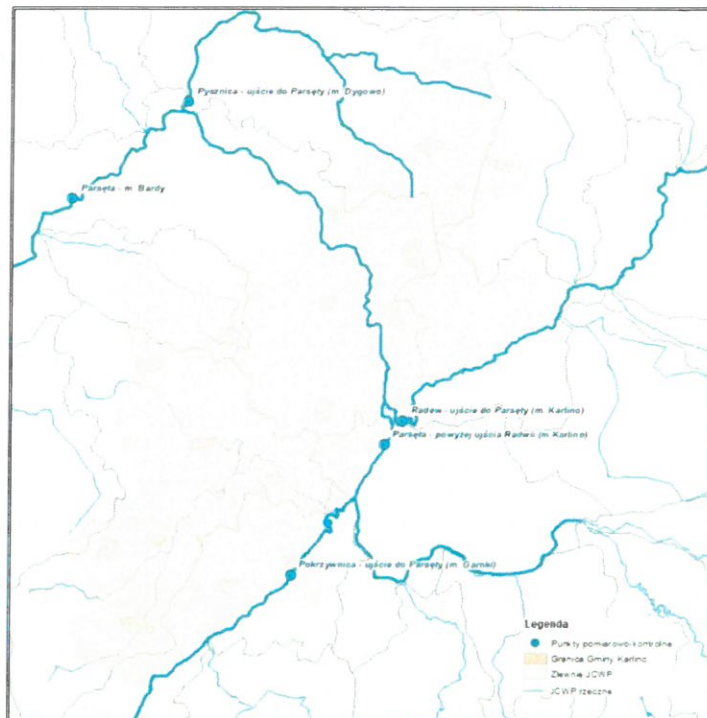 Pysznica - ujście do Parsęty (m. Dygowo)
Parsęta - m. Bardy
Radew - ujście do Parsęty (m. Karlino)
Parsęta - powyżej ujścia Radwii (m. Karlino)
Pokrzywnica - ujście do Parsęty (m. Garnki)
Legenda
Punkty pomiarowo-kontrolne
Granica Gminy Karlino
Zlewnie JCWP
JCWP rzeczne